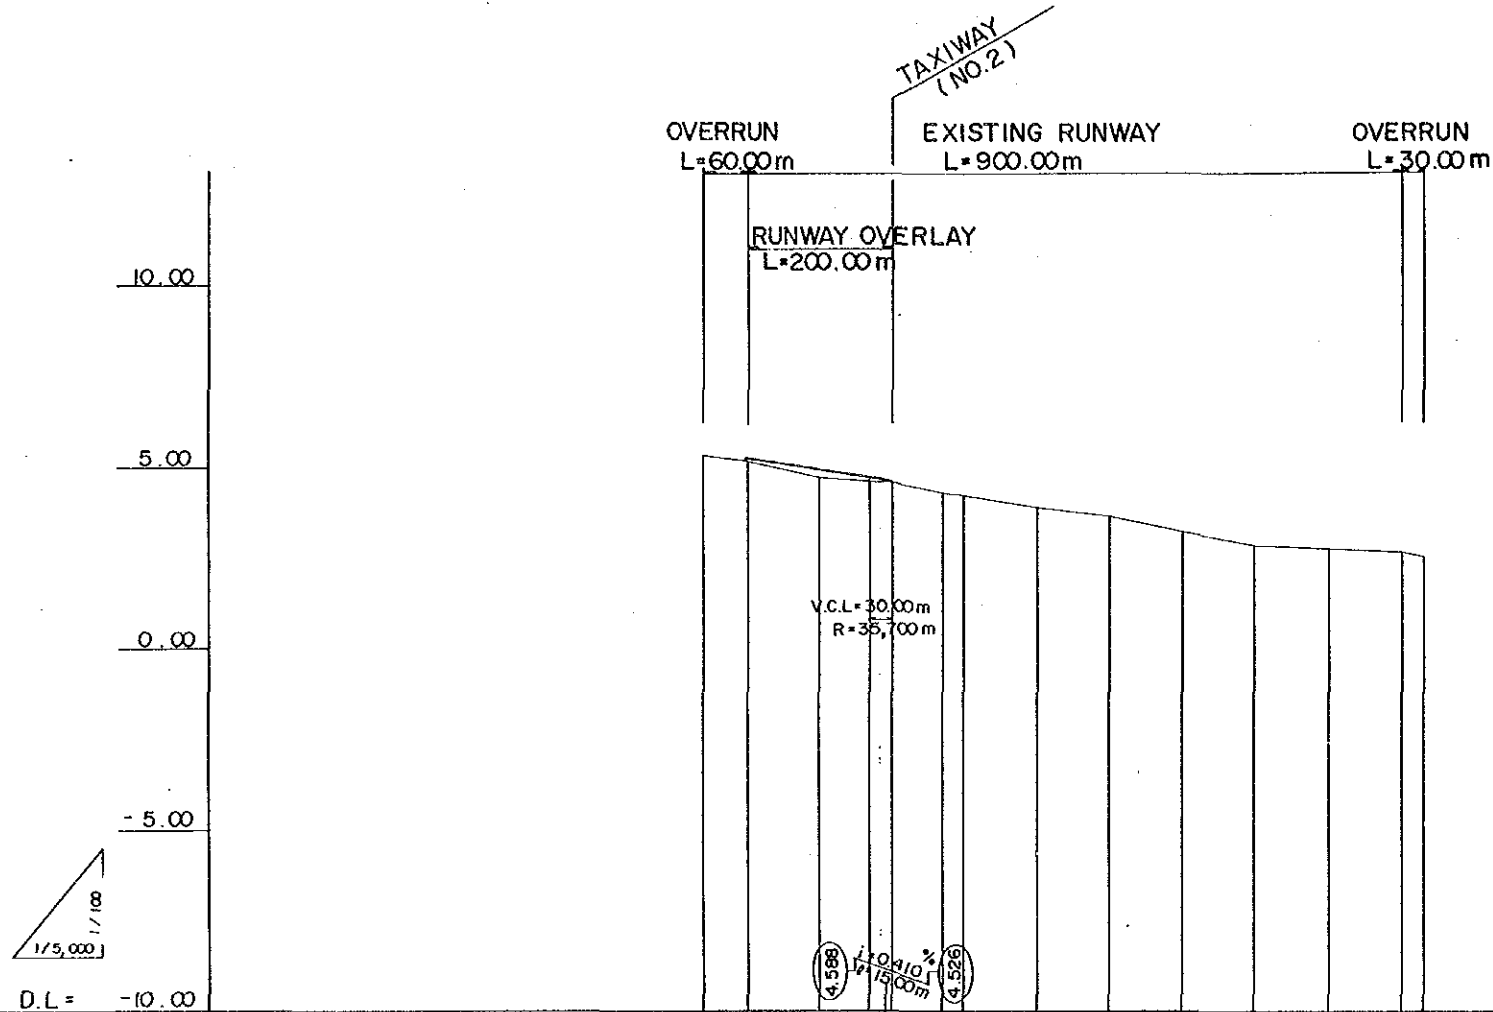 TAXIWAY
(NO.2)
OVERRUN
L=60.00m
EXISTING RUNWAY
L=900.00m
OVERRUN
L=30.00m
RUNWAY OVERLAY
L=200.00m
10.00
5.00
V.C.L=30.00m
R=35,700m
0.00
-5.00
1/100
1/5,000
4.588
i=0.410%
ℓ=15.00m
4.526
D.L= -10.00